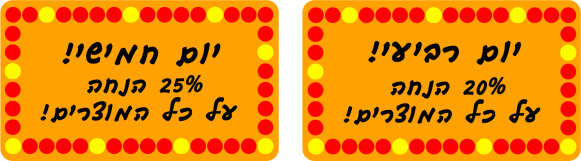 יום חמישי!
25% הנחה
על כל המוצרים!
יום רביעי!
20% הנחה
על כל המוצרים!